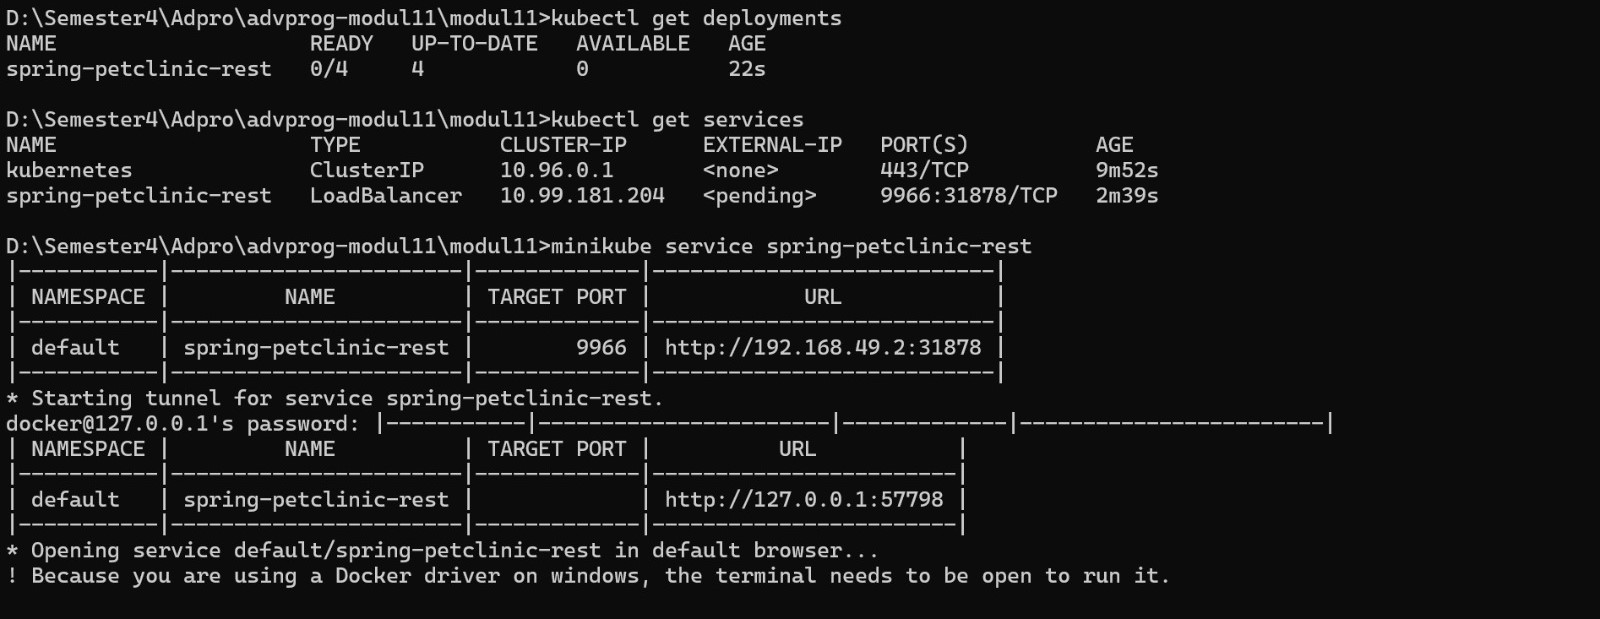 D:\Semester4\Adpro\advprog-modul11\modul11>kubectl get deployments
NAME                    READY   UP-TO-DATE   AVAILABLE   AGE
spring-petclinic-rest   0/4     4            0           22s

D:\Semester4\Adpro\advprog-modul11\modul11>kubectl get services
NAME                    TYPE           CLUSTER-IP      EXTERNAL-IP   PORT(S)          AGE
kubernetes              ClusterIP      10.96.0.1       <none>        443/TCP          9m52s
spring-petclinic-rest   LoadBalancer   10.99.181.204   <pending>     9966:31878/TCP   2m39s

D:\Semester4\Adpro\advprog-modul11\modul11>minikube service spring-petclinic-rest
|-----------|-----------------------|-------------|---------------------------|
| NAMESPACE |         NAME          | TARGET PORT |            URL            |
|-----------|-----------------------|-------------|---------------------------|
| default   | spring-petclinic-rest |        9966 | http://192.168.49.2:31878 |
|-----------|-----------------------|-------------|---------------------------|
* Starting tunnel for service spring-petclinic-rest.
docker@127.0.0.1's password: |-----------|-----------------------|-------------|------------------------|
| NAMESPACE |         NAME          | TARGET PORT |          URL           |
|-----------|-----------------------|-------------|------------------------|
| default   | spring-petclinic-rest |             | http://127.0.0.1:57798 |
|-----------|-----------------------|-------------|------------------------|
* Opening service default/spring-petclinic-rest in default browser...
! Because you are using a Docker driver on windows, the terminal needs to be open to run it.